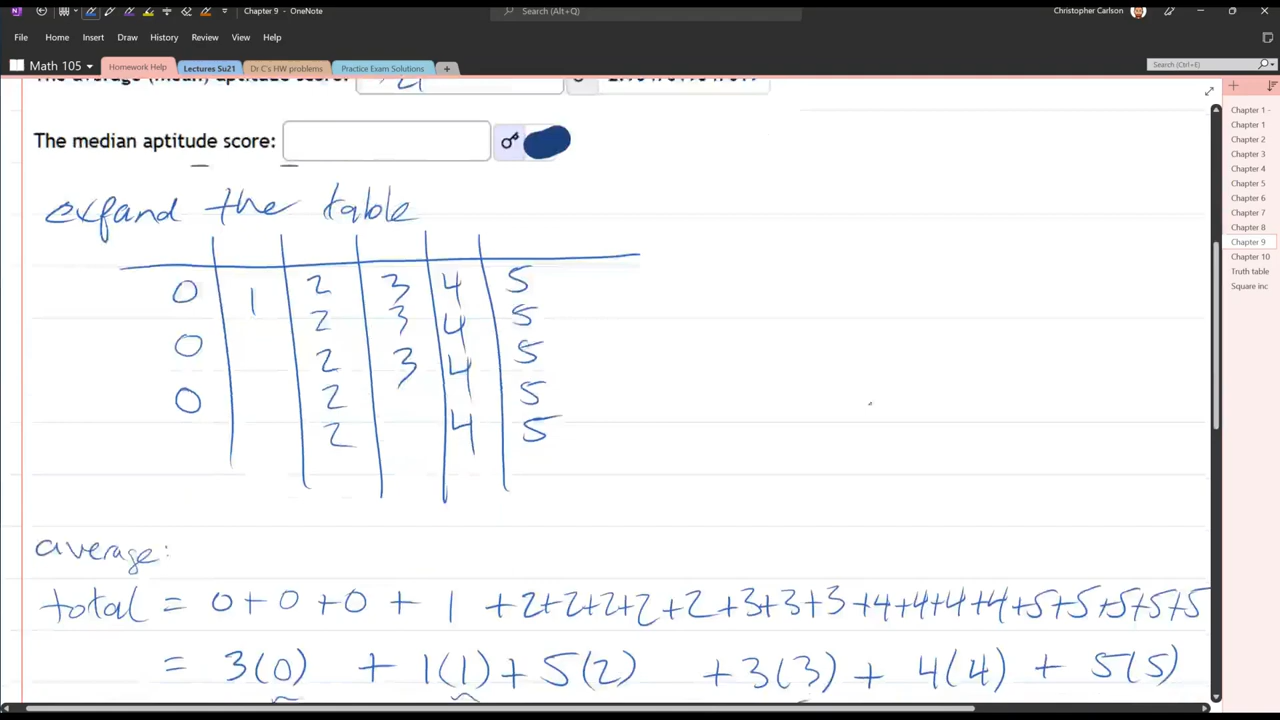 Chapter 9 - OneNote
Search (Alt+Q)
Christopher Carlson
File Home Insert Draw History Review View Help
Math 105
Homework Help
Lectures Su21
Dr C's HW problems
Practice Exam Solutions
Search (Ctrl+E)
The average (mean) aptitude score:
21
The median aptitude score:
expand the table
0 1 2 3 4 5
2 3 4 5
0 2 3 4 5
0 2 5
2 4 5
average:
total = 0+0+0 + 1 +2+2+2+2+2+3+3+3+4+4+4+4+5+5+5+5+5
= 3(0) + 1(1) + 5(2) + 3(3) + 4(4) + 5(5)
Chapter 1 -
Chapter 1
Chapter 2
Chapter 3
Chapter 4
Chapter 5
Chapter 6
Chapter 7
Chapter 8
Chapter 9
Chapter 10
Truth table
Square inc